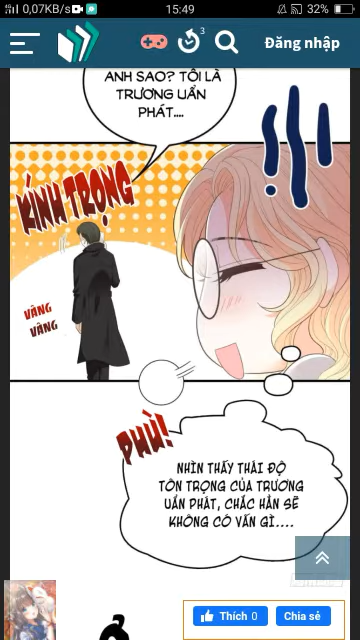 0,07KB/s
15:49
32%
3
Đăng nhập
ANH SAO? TÔI LÀ
TRƯƠNG UẨN
PHÁT....
KÍNH TRỌNG
VÂNG
VÂNG
PHÙ!
NHÌN THẤY THÁI ĐỘ
TÔN TRỌNG CỦA TRƯƠNG
UẨN PHÁT, CHẮC HẲN SẼ
KHÔNG CÓ VẤN GÌ....
Thích 0
Chia sẻ